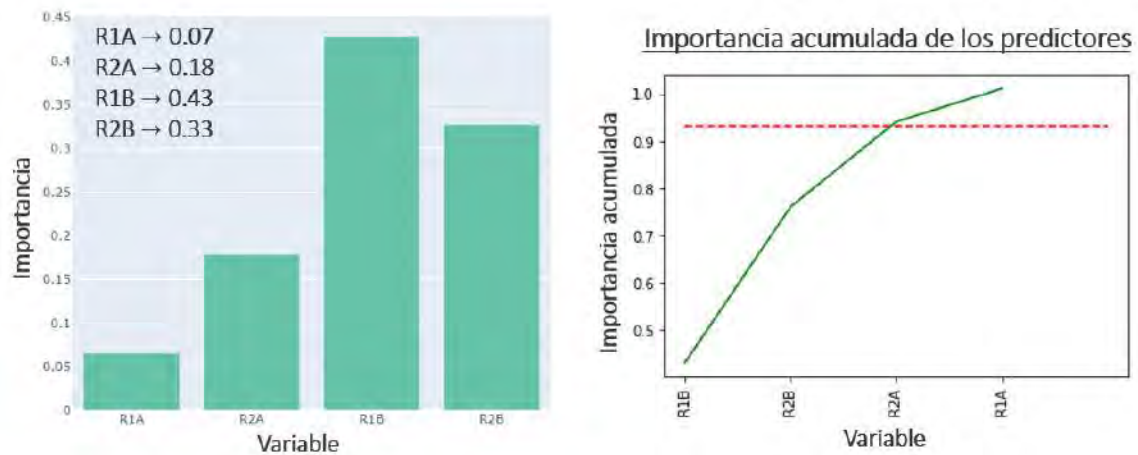 0.45
0.4
0.35
0.3
0.25
0.2
0.15
0.1
0.05
0
Importancia
R1A → 0.07
R2A → 0.18
R1B → 0.43
R2B → 0.33
R1A R2A R1B R2B
Variable
Importancia acumulada de los predictores
1.0
0.9
0.8
0.7
0.6
0.5
Importancia acumulada
R1B R2B R2A R1A
Variable